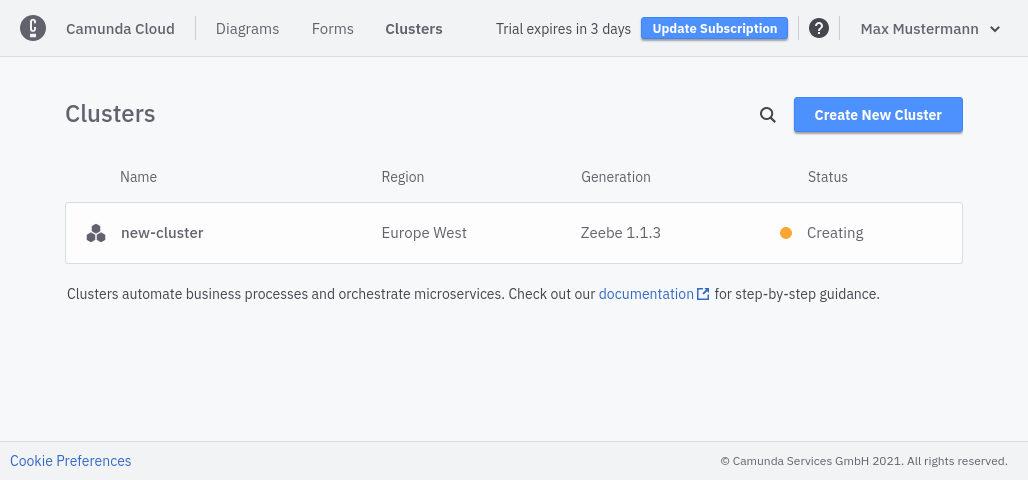 Camunda Cloud Diagrams Forms Clusters Trial expires in 3 days Update Subscription ? Max Mustermann
Clusters
Create New Cluster
Name Region Generation Status
new-cluster Europe West Zeebe 1.1.3 Creating
Clusters automate business processes and orchestrate microservices. Check out our documentation for step-by-step guidance.
Cookie Preferences © Camunda Services GmbH 2021. All rights reserved.